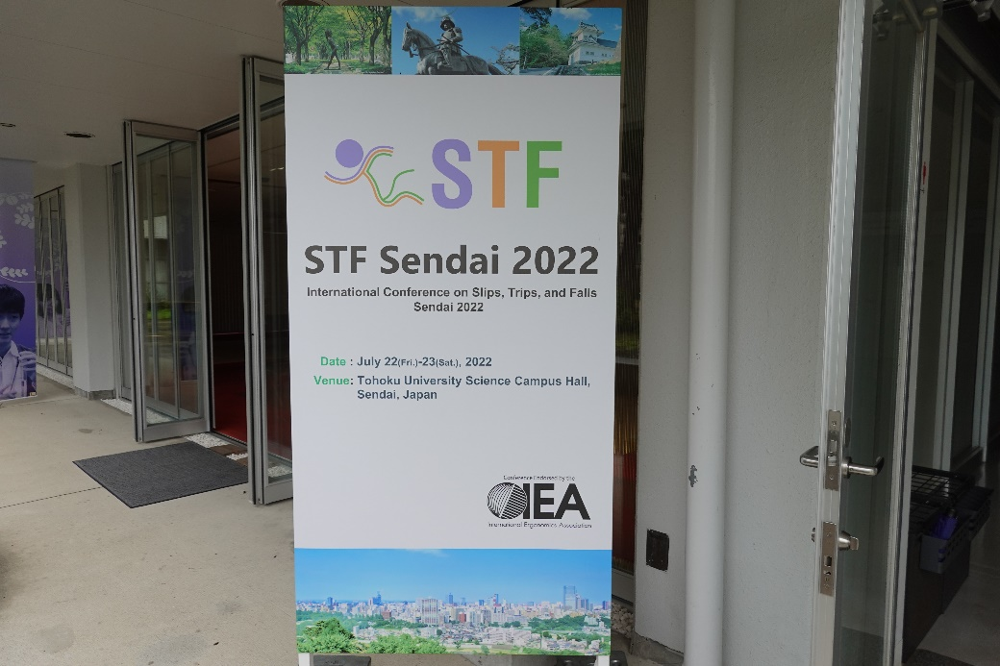 STF
STF Sendai 2022
International Conference on Slips, Trips, and Falls
Sendai 2022
Date : July 22(Fri.)-23(Sat.), 2022
Venue: Tohoku University Science Campus Hall,
Sendai, Japan
Conference Endorsed by the
IEA
International Ergonomics Association